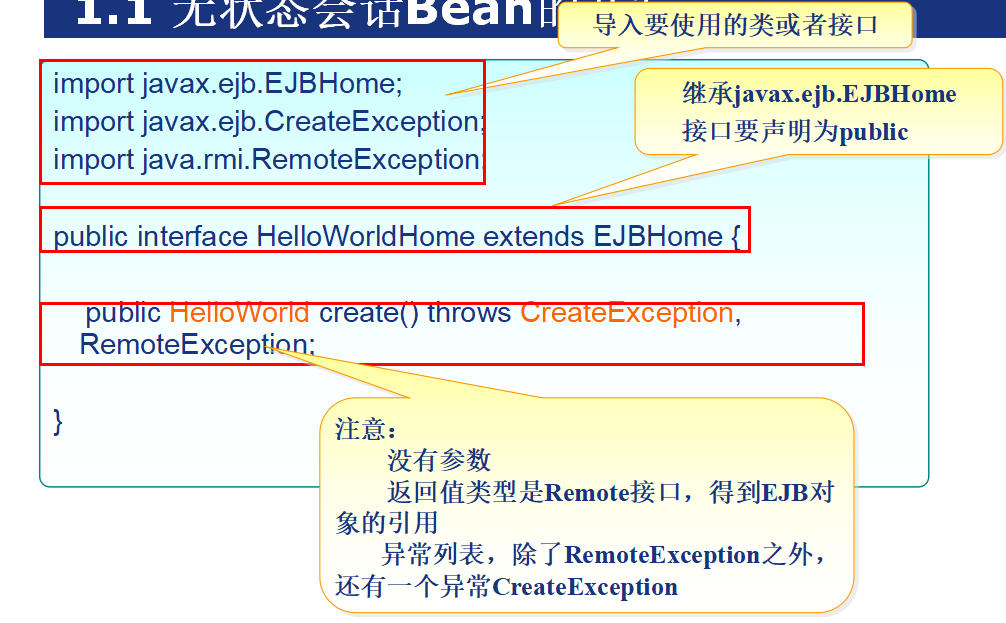 1.1 无状态会话Bean的
导入要使用的类或者接口
import javax.ejb.EJBHome;
import javax.ejb.CreateException;
import java.rmi.RemoteException;
继承javax.ejb.EJBHome
接口要声明为public
public interface HelloWorldHome extends EJBHome {
public HelloWorld create() throws CreateException,
RemoteException;
}
注意：
没有参数
返回值类型是Remote接口，得到EJB对
象的引用
异常列表，除了RemoteException之外，
还有一个异常CreateException